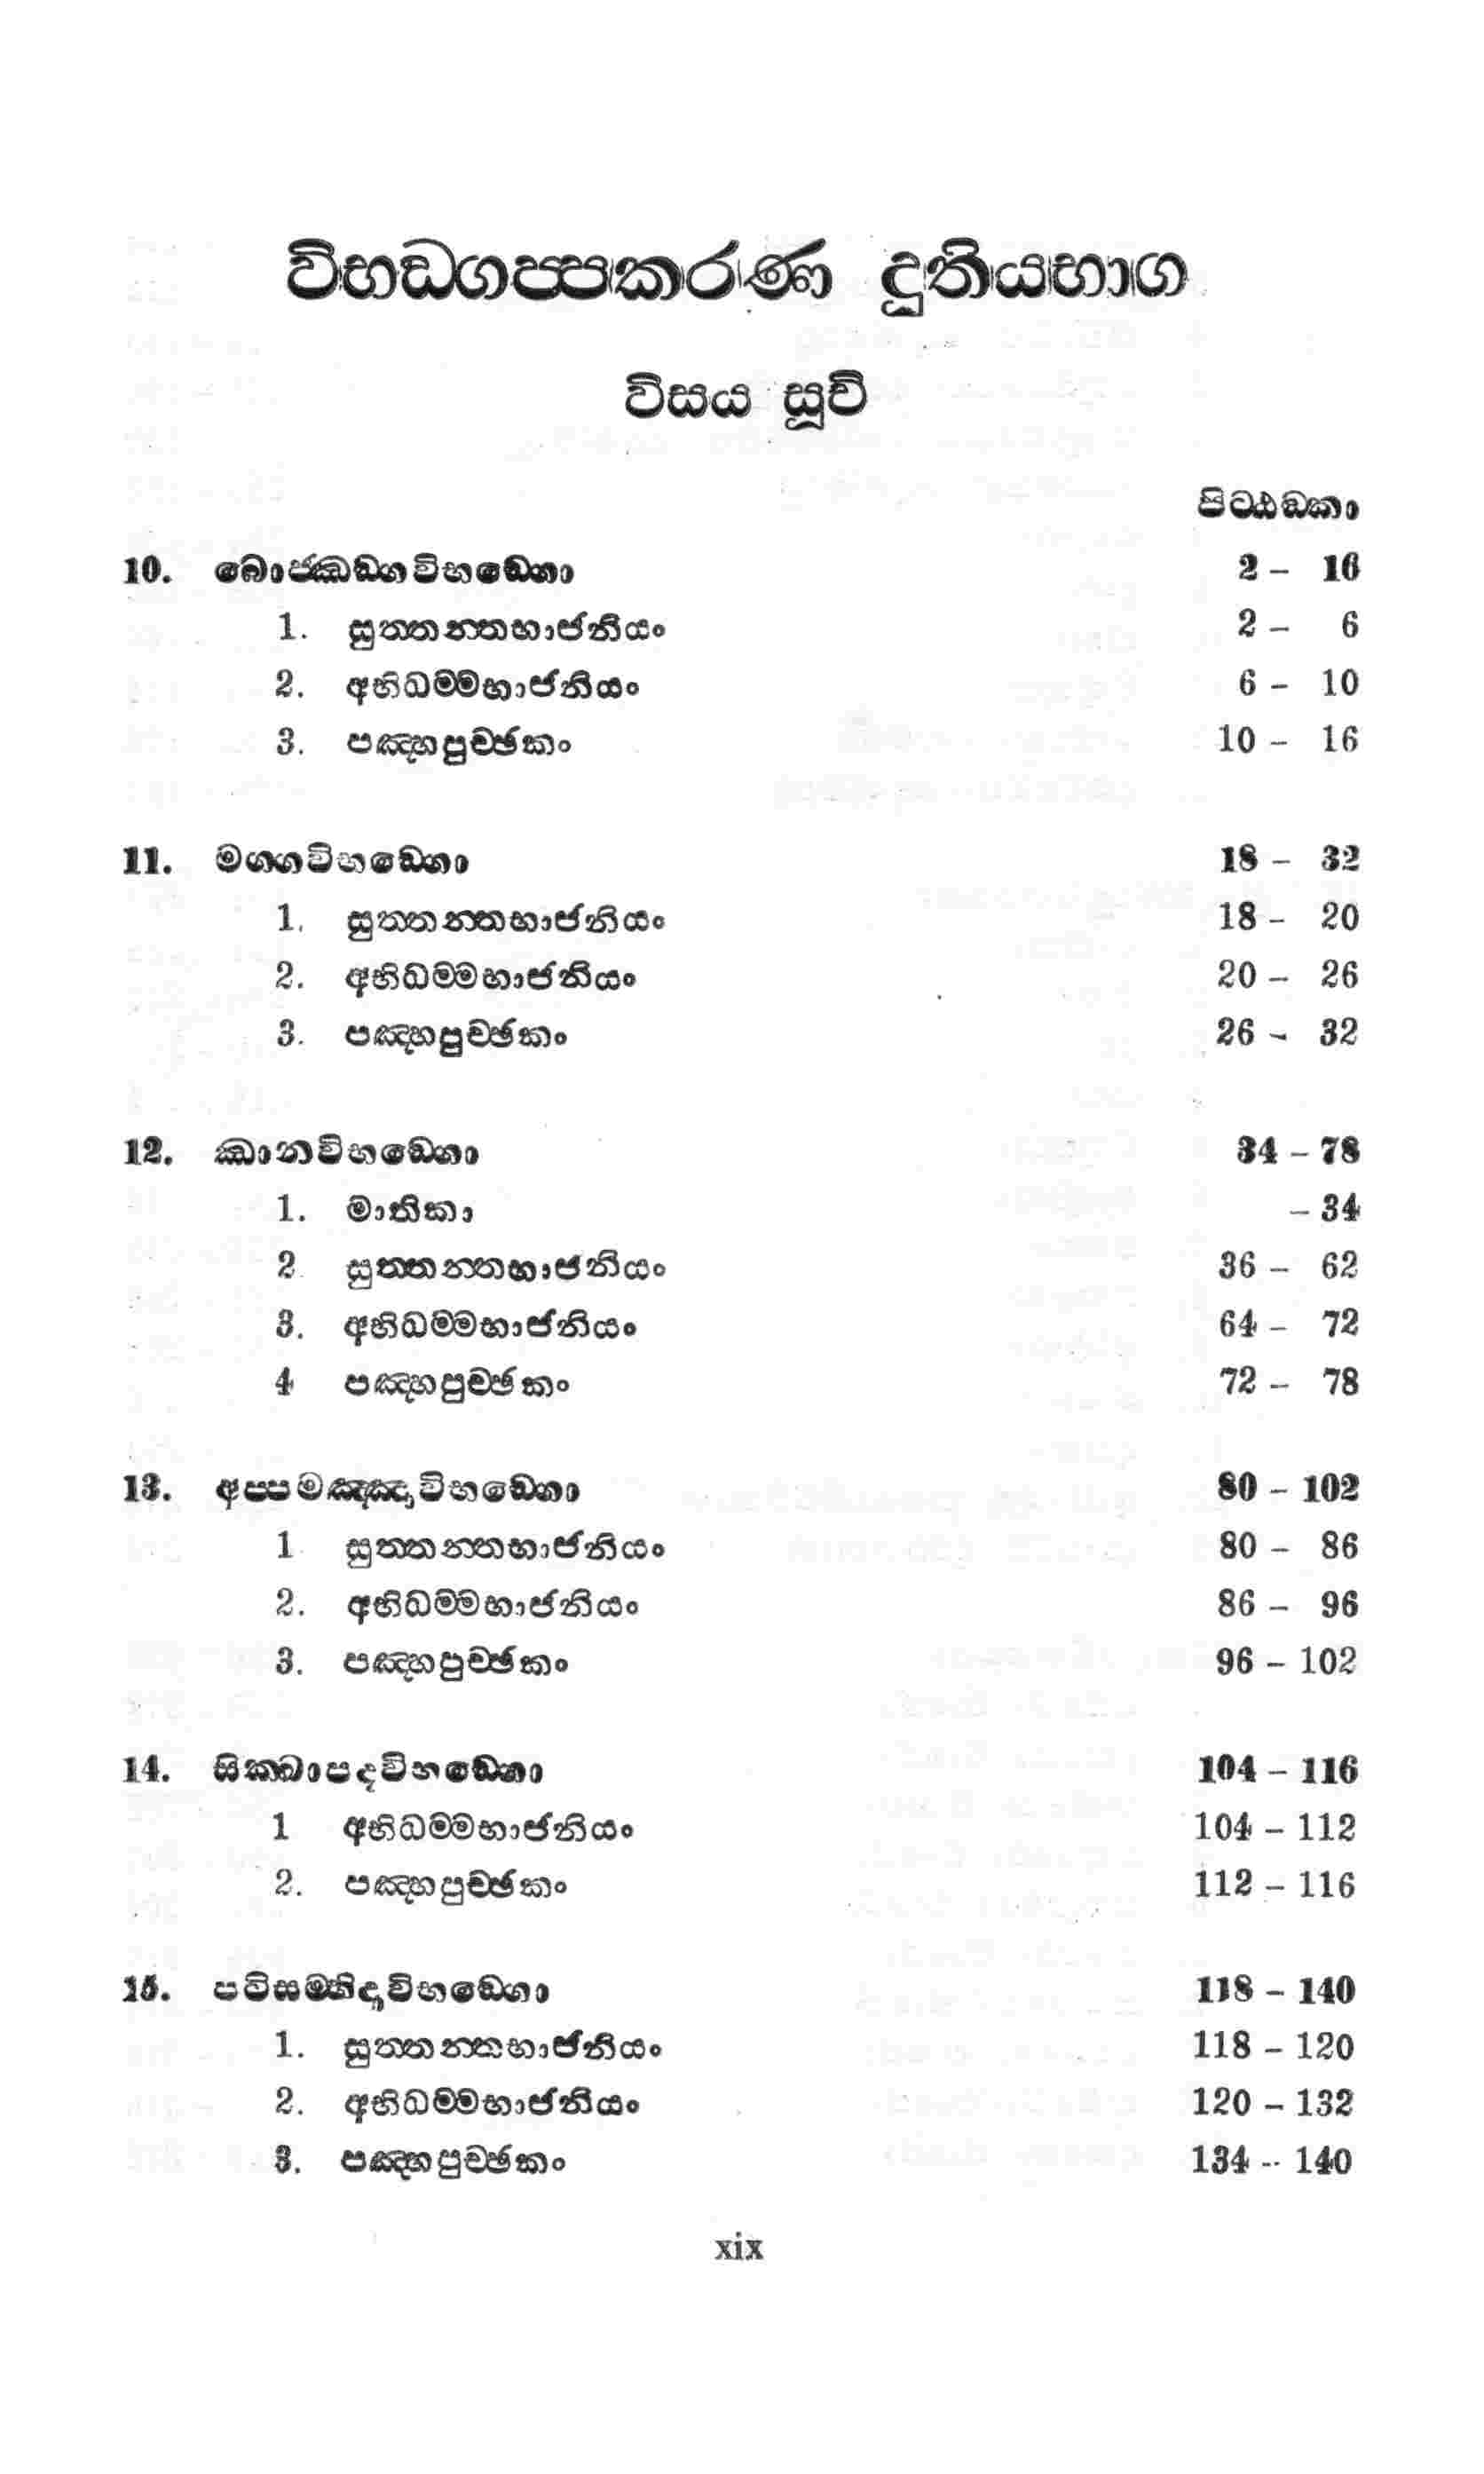 විභඞගප්පකරණ දුතියභාග
විසය සූචි
පිට්ඨඞ්කා
10. බොජ්ඣඞ්ගවිභඞ්ගො 2 – 16
1. සුත්තන්තභාජනියං 2 – 6
2. අභිධම්මභාජනියං 6 – 10
3. පඤ්හපුච්ඡකං 10 – 16
11. මග්ගවිභඞ්ගො 18 – 32
1. සුත්තන්තභාජනියං 18 – 20
2. අභිධම්මභාජනියං 20 – 26
3. පඤ්හපුච්ඡකං 26 – 32
12. ඣානවිභඞ්ගො 34 – 78
1. මාතිකා – 34
2 සුත්තන්තභාජනියං 36 – 62
3. අභිධම්මභාජනියං 64 – 72
4 පඤ්හපුච්ඡකං 72 – 78
13. අප්පමඤ්ඤාවිභඞ්ගො 80 – 102
1 සුත්තන්තභාජනියං 80 – 86
2. අභිධම්මභාජනියං 86 – 96
3. පඤ්හපුච්ඡකං 96 – 102
14. සික්ඛාපදවිභඞ්ගො 104 – 116
1 අභිධම්මභාජනියං 104 – 112
2. පඤ්හපුච්ඡකං 112 – 116
15. පටිසම්භිදාවිභඞ්ගො 118 – 140
1. සුත්තන්තභාජනියං 118 – 120
2. අභිධම්මභාජනියං 120 – 132
3. පඤ්හපුච්ඡකං 134 – 140
xix